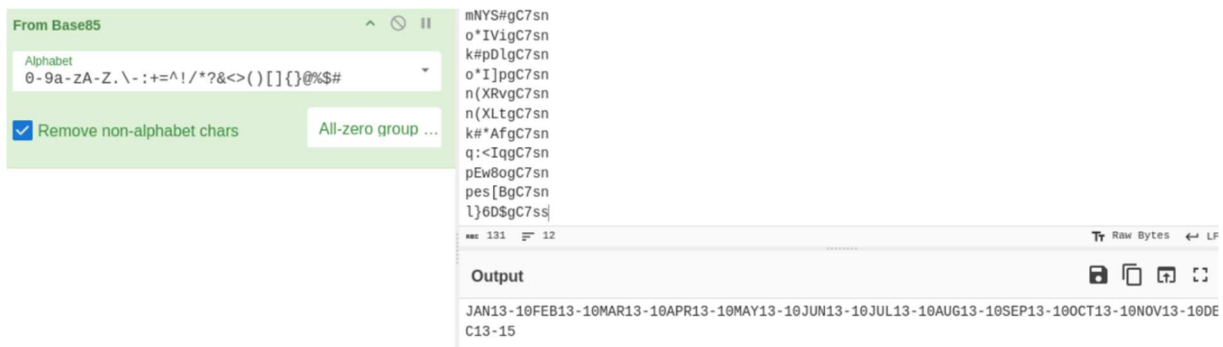 From Base85
Alphabet
0-9a-zA-Z.\-:+=^!/*?&<>()[]{}@%$#
Remove non-alphabet chars
All-zero group ...
mNYS#gC7sn
o*IVigC7sn
k#pDlgC7sn
o*I]pgC7sn
n(XRvgC7sn
n(XLtgC7sn
k#*AfgC7sn
q:<IqgC7sn
pEw8ogC7sn
pes[BgC7sn
l}6D$gC7ss
ABC 131 12
Tт Raw Bytes LF
Output
JAN13-10FEB13-10MAR13-10APR13-10MAY13-10JUN13-10JUL13-10AUG13-10SEP13-10OCT13-10NOV13-10DE
C13-15